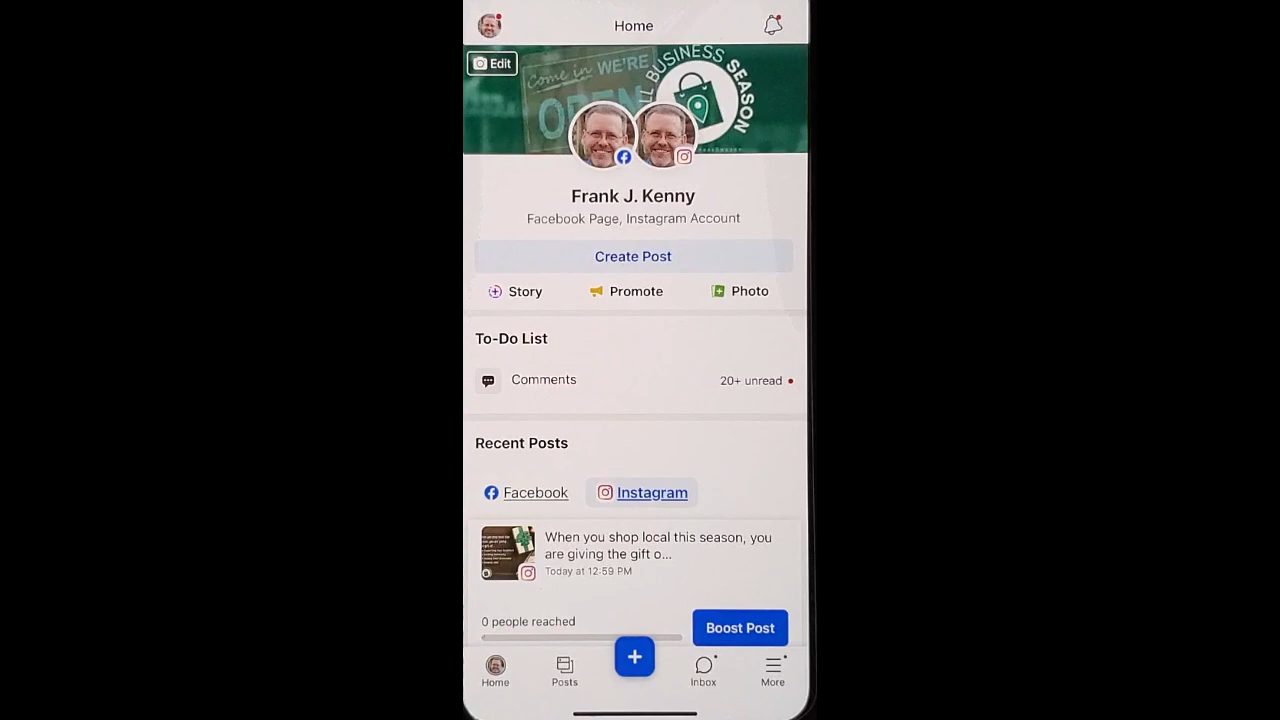 Home
Edit
Come in WE'RE
OPEN
BUSINESS SEASON
Frank J. Kenny
Facebook Page, Instagram Account
Create Post
Story
Promote
Photo
To-Do List
Comments
20+ unread
Recent Posts
Facebook
Instagram
When you shop local this season, you
are giving the gift o...
Today at 12:59 PM
0 people reached
Boost Post
Home
Posts
Inbox
More